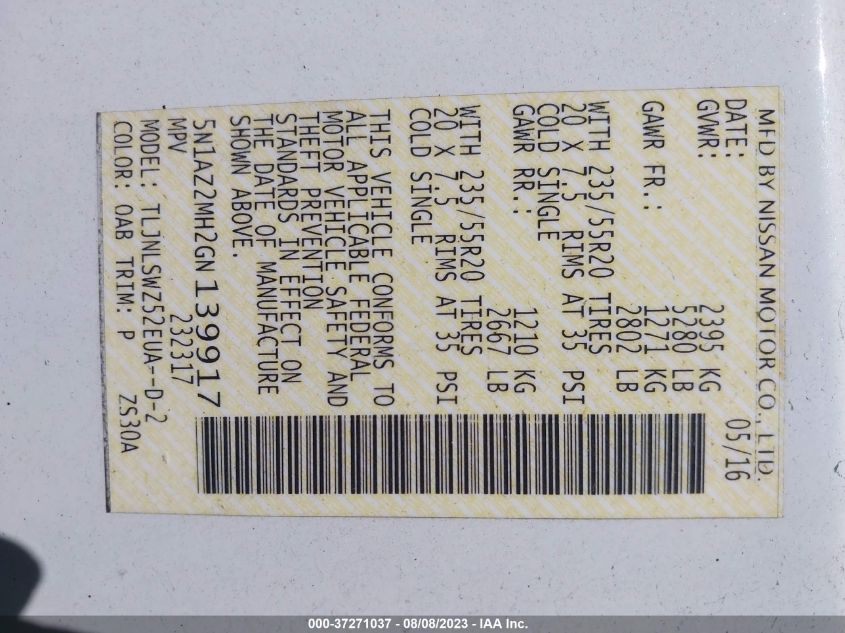 MFD BY NISSAN MOTOR CO., LTD.
DATE: 05/16
GVWR: 2395 KG
5280 LB
GAWR FR.: 1271 KG
2802 LB
WITH 235/55R20 TIRES
20 X 7.5 RIMS AT 35 PSI
COLD SINGLE
GAWR RR.: 1210 KG
2667 LB
WITH 235/55R20 TIRES
20 X 7.5 RIMS AT 35 PSI
COLD SINGLE
THIS VEHICLE CONFORMS TO
ALL APPLICABLE FEDERAL
MOTOR VEHICLE SAFETY AND
THEFT PREVENTION
STANDARDS IN EFFECT ON
THE DATE OF MANUFACTURE
SHOWN ABOVE.
5N1AZ2MH2GN139917
MPV 232317
MODEL: TLJNLSWZ52EUA--D-2
COLOR: OAB TRIM: P ZS30A
000-37271037 - 08/08/2023 - IAA Inc.